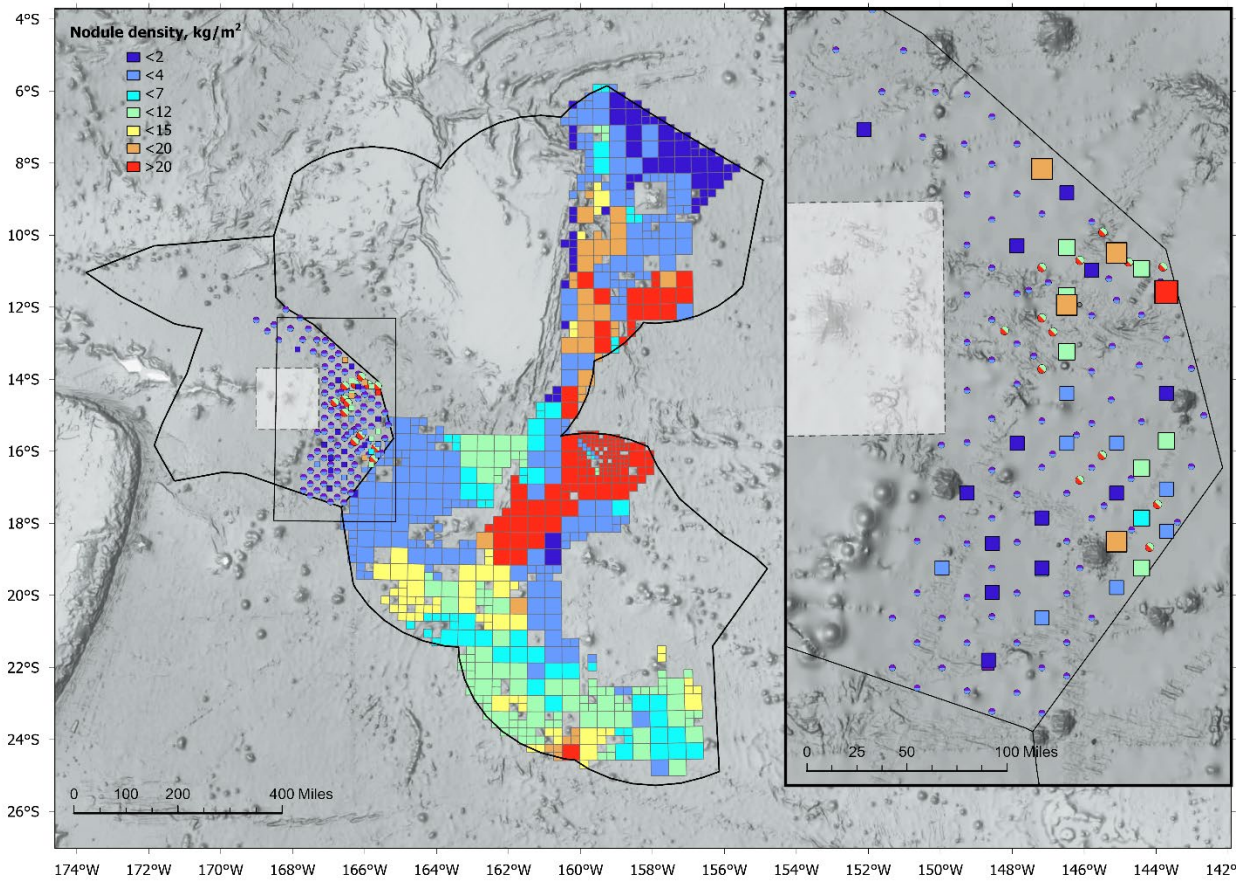 Nodule density, kg/m²
<2
<4
<7
<12
<15
<20
>20
4°S
6°S
8°S
10°S
12°S
14°S
16°S
18°S
20°S
22°S
24°S
26°S
0 100 200 400 Miles
0 25 50 100 Miles
174°W 172°W 170°W 168°W 166°W 164°W 162°W 160°W 158°W 156°W 154°W 152°W 150°W 148°W 146°W 144°W 142°W